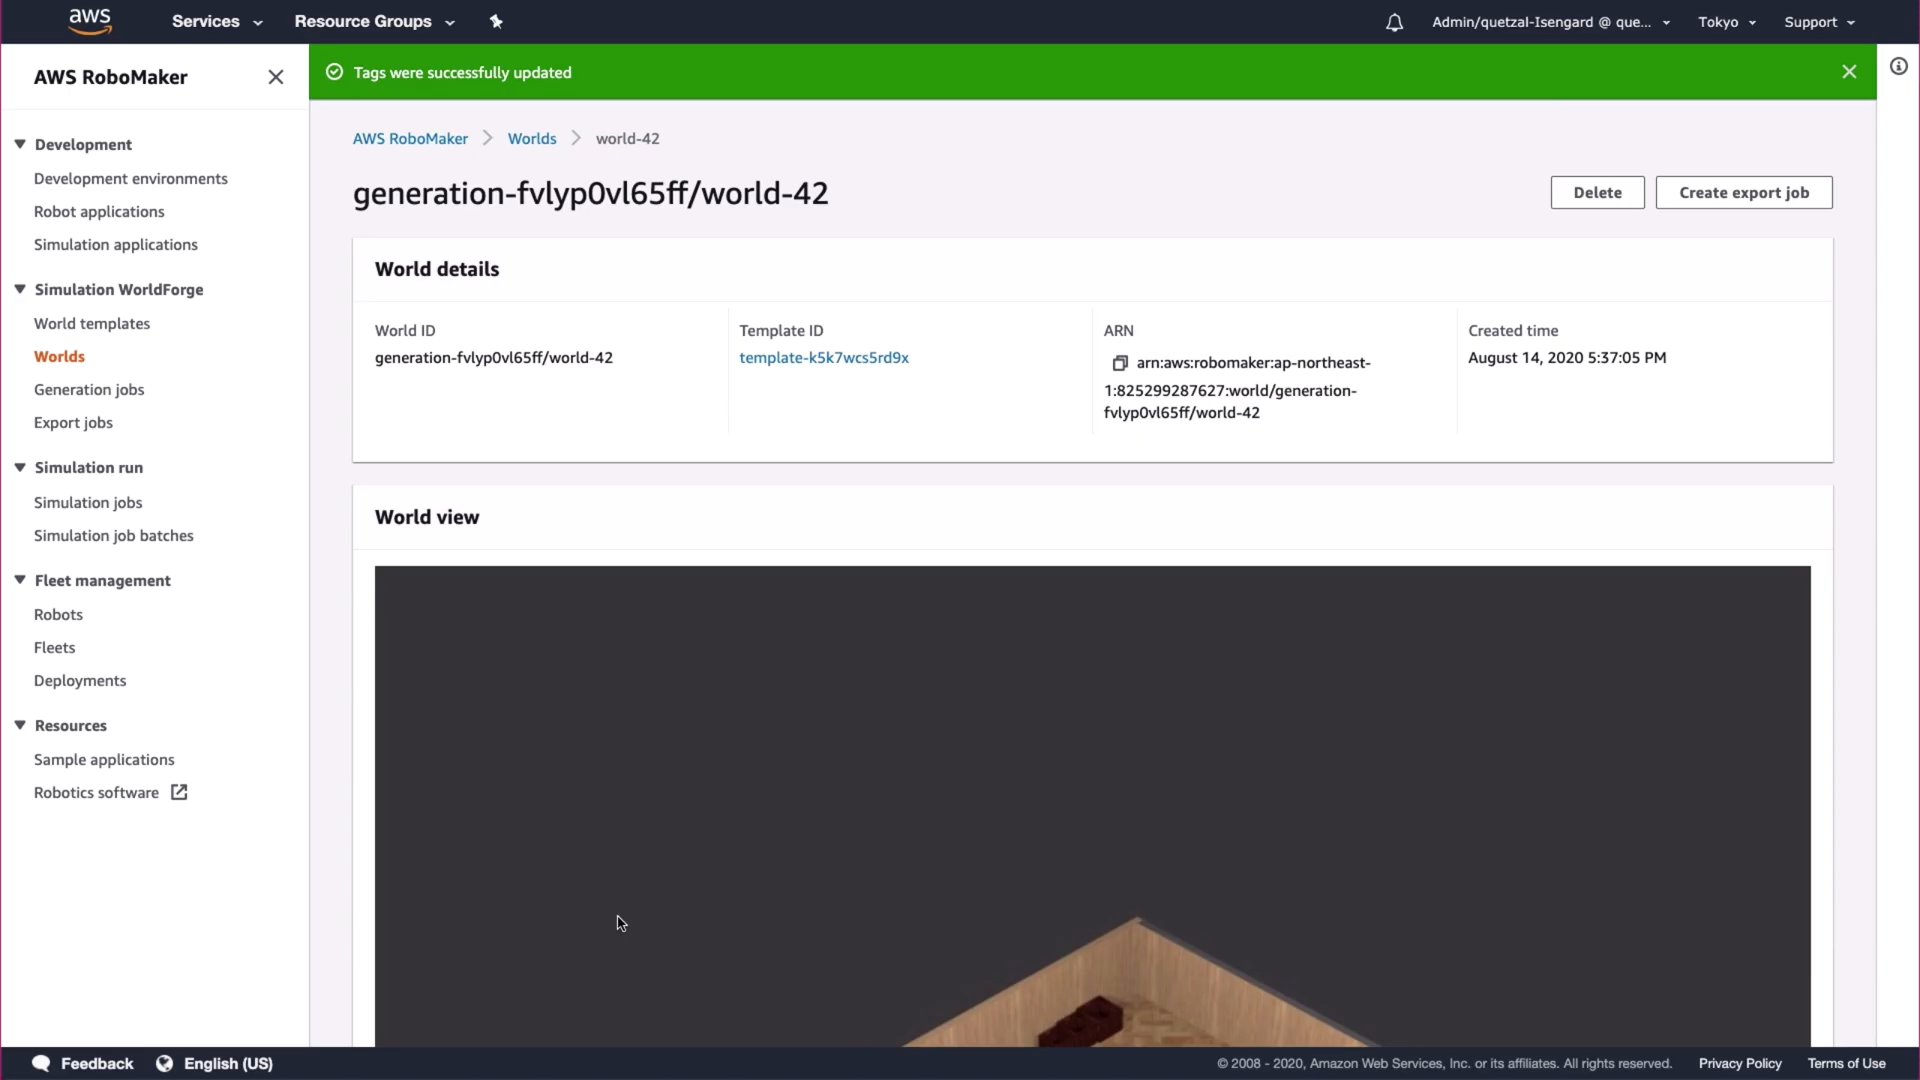 aws
Services
Resource Groups
Admin/quetzal-Isengard @ que...
Tokyo
Support
AWS RoboMaker
Tags were successfully updated
Development
Development environments
Robot applications
Simulation applications
Simulation WorldForge
World templates
Worlds
Generation jobs
Export jobs
Simulation run
Simulation jobs
Simulation job batches
Fleet management
Robots
Fleets
Deployments
Resources
Sample applications
Robotics software
AWS RoboMaker > Worlds > world-42
generation-fvlyp0vl65ff/world-42
Delete
Create export job
World details
World ID
generation-fvlyp0vl65ff/world-42
Template ID
template-k5k7wcs5rd9x
ARN
arn:aws:robomaker:ap-northeast-
1:825299287627:world/generation-
fvlyp0vl65ff/world-42
Created time
August 14, 2020 5:37:05 PM
World view
Feedback
English (US)
© 2008 - 2020, Amazon Web Services, Inc. or its affiliates. All rights reserved.
Privacy Policy
Terms of Use